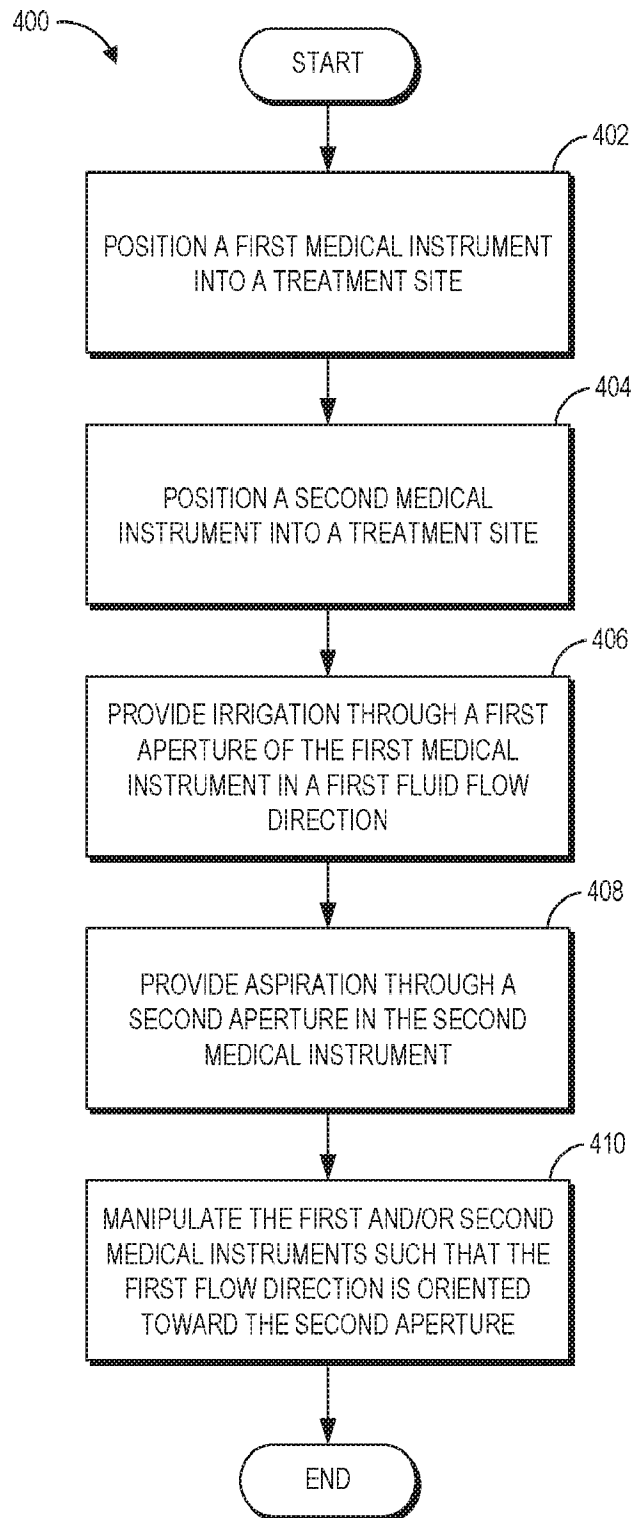 400
START
402
POSITION A FIRST MEDICAL INSTRUMENT
INTO A TREATMENT SITE
404
POSITION A SECOND MEDICAL
INSTRUMENT INTO A TREATMENT SITE
406
PROVIDE IRRIGATION THROUGH A FIRST
APERTURE OF THE FIRST MEDICAL
INSTRUMENT IN A FIRST FLUID FLOW
DIRECTION
408
PROVIDE ASPIRATION THROUGH A
SECOND APERTURE IN THE SECOND
MEDICAL INSTRUMENT
410
MANIPULATE THE FIRST AND/OR SECOND
MEDICAL INSTRUMENTS SUCH THAT THE
FIRST FLOW DIRECTION IS ORIENTED
TOWARD THE SECOND APERTURE
END